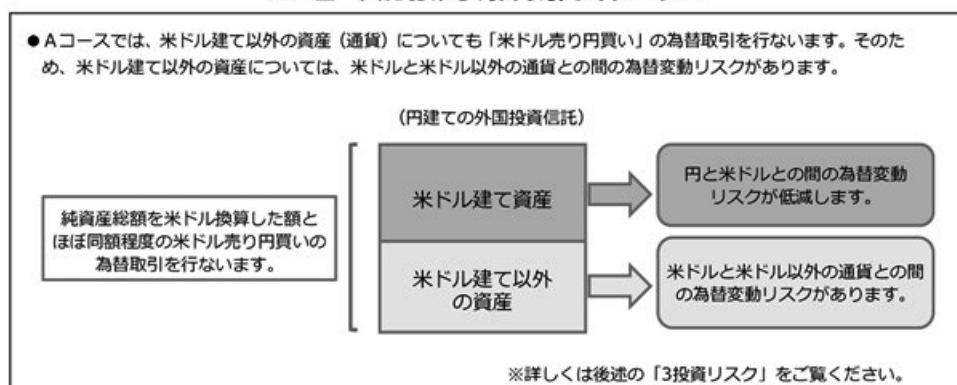 ●Aコースでは、米ドル建て以外の資産（通貨）についても「米ドル売り円買い」の為替取引を行ないます。そのた
め、米ドル建て以外の資産については、米ドルと米ドル以外の通貨との間の為替変動リスクがあります。
（円建ての外国投資信託）
純資産総額を米ドル換算した額と
ほぼ同額程度の米ドル売り円買いの
為替取引を行ないます。
米ドル建て資産
円と米ドルとの間の為替変動
リスクが低減します。
米ドル建て以外
の資産
米ドルと米ドル以外の通貨との間
の為替変動リスクがあります。
※詳しくは後述の「3投資リスク」をご覧ください。